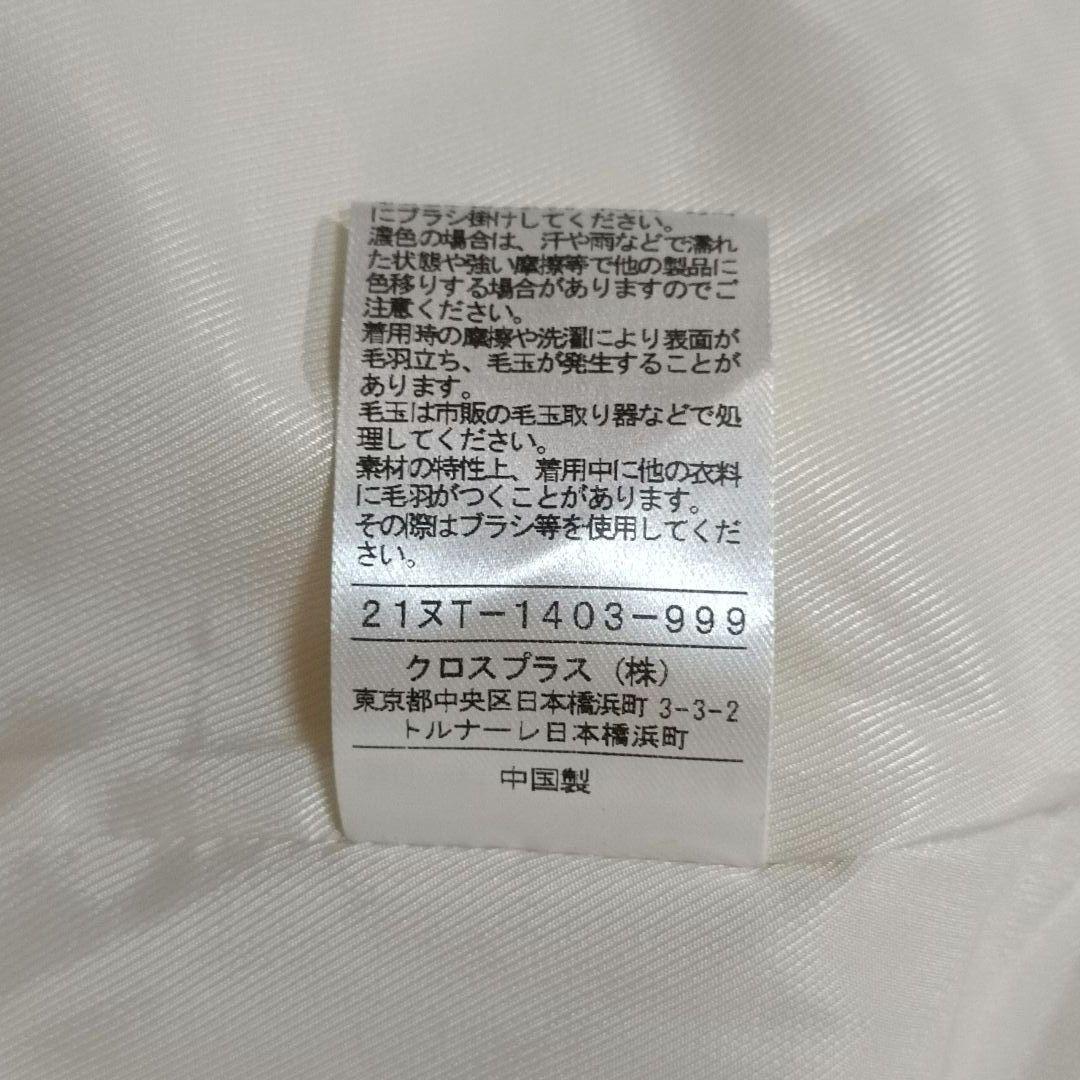 にブラシ掛けしてください。
濃色の場合は、汗や雨などで濡れ
た状態や強い摩擦等で他の製品に
色移りする場合がありますのでご
注意ください。
着用時の摩擦や洗濯により表面が
毛羽立ち、毛玉が発生することが
あります。
毛玉は市販の毛玉取り器などで処
理してください。
素材の特性上、着用中に他の衣料
に毛羽がつくことがあります。
その際はブラシ等を使用してくだ
さい。
21ヌT-1403-999
クロスプラス（株）
東京都中央区日本橋浜町3-3-2
トルナーレ日本橋浜町
中国製